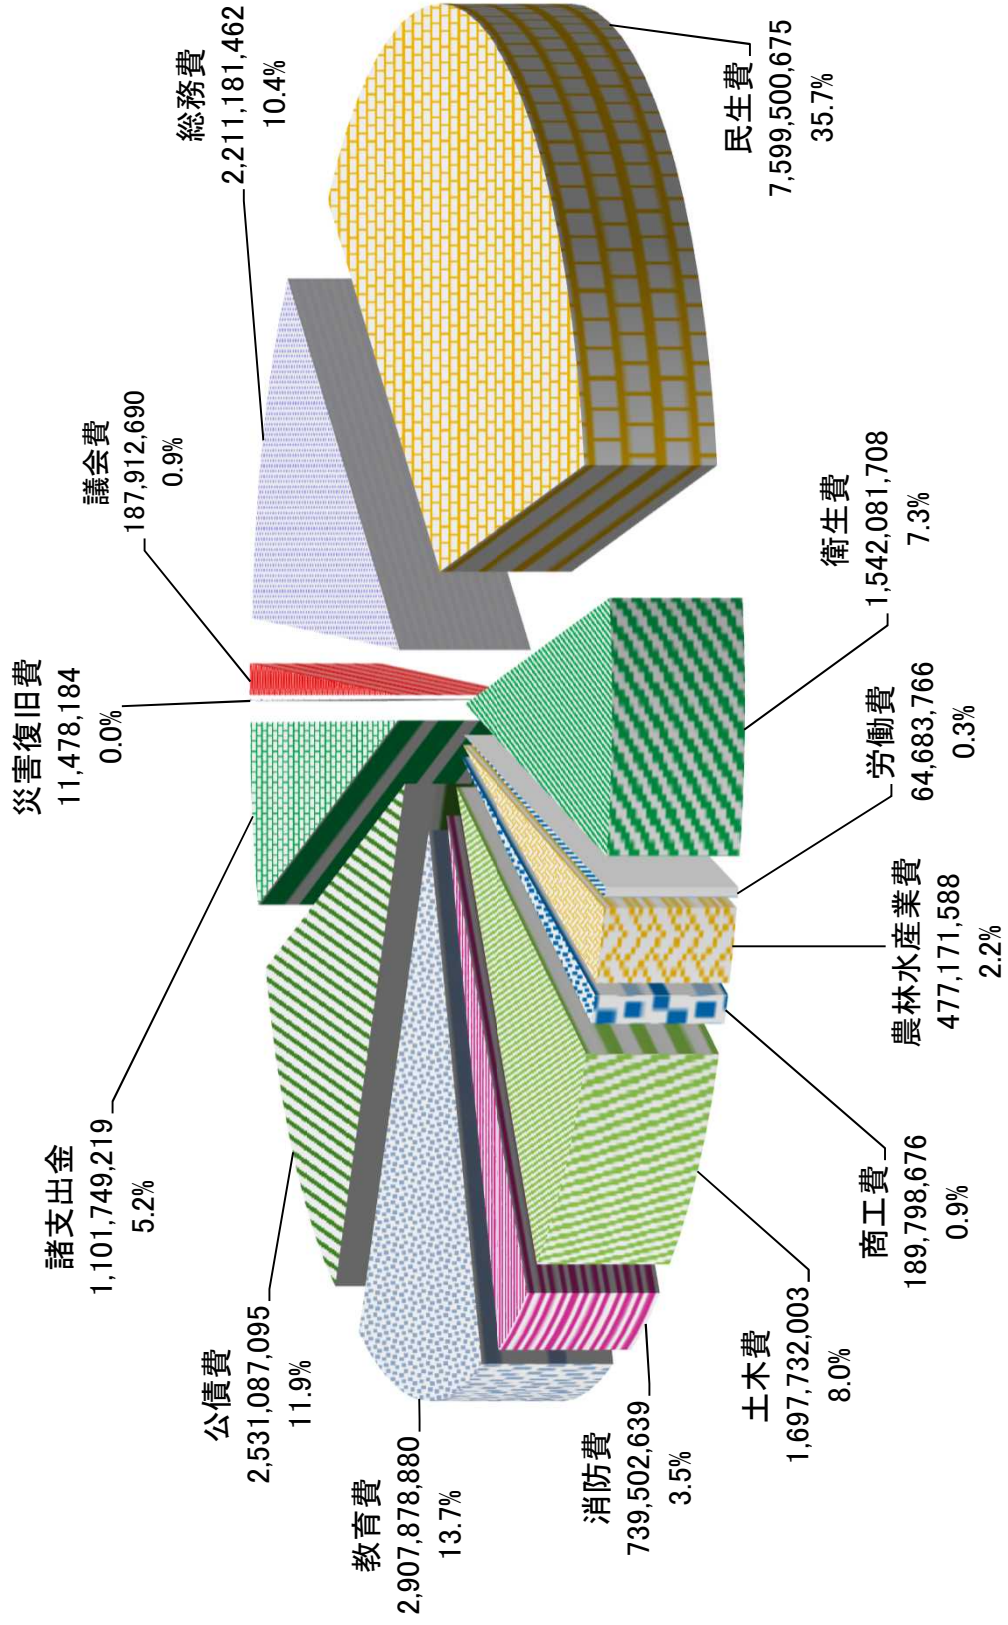 議会費
187,912,690
0.9%
総務費
2,211,181,462
10.4%
民生費
7,599,500,675
35.7%
衛生費
1,542,081,708
7.3%
労働費
64,683,766
0.3%
農林水産業費
477,171,588
2.2%
商工費
189,798,676
0.9%
土木費
1,697,732,003
8.0%
消防費
739,502,639
3.5%
教育費
2,907,878,880
13.7%
公債費
2,531,087,095
11.9%
諸支出金
1,101,749,219
5.2%
災害復旧費
11,478,184
0.0%